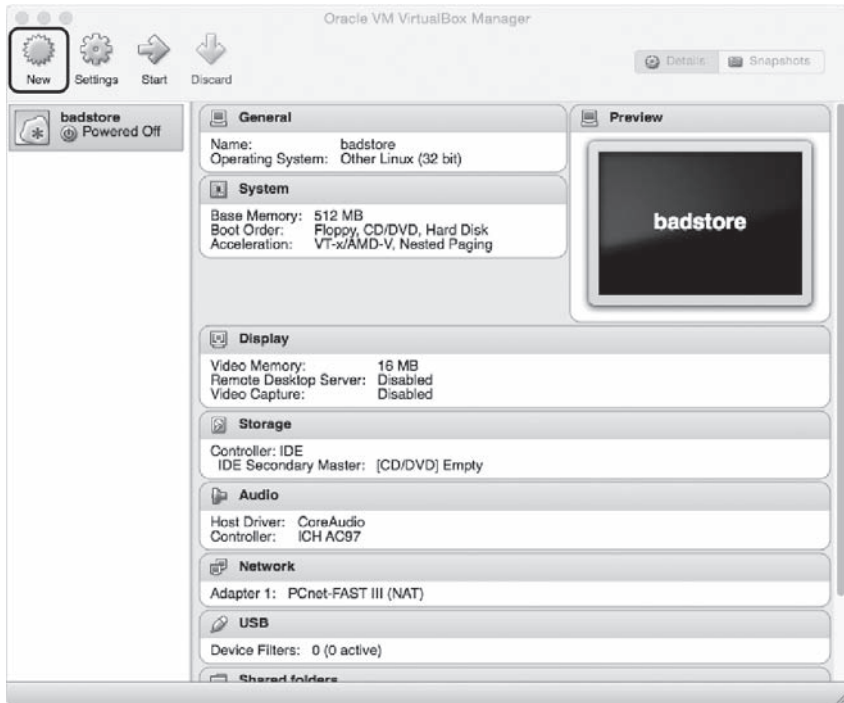 Oracle VM VirtualBox Manager
New Settings Start Discard
Details Snapshots
badstore
Powered Off
General
Name: badstore
Operating System: Other Linux (32 bit)
Preview
badstore
System
Base Memory: 512 MB
Boot Order: Floppy, CD/DVD, Hard Disk
Acceleration: VT-x/AMD-V, Nested Paging
Display
Video Memory: 16 MB
Remote Desktop Server: Disabled
Video Capture: Disabled
Storage
Controller: IDE
IDE Secondary Master: [CD/DVD] Empty
Audio
Host Driver: CoreAudio
Controller: ICH AC97
Network
Adapter 1: PCnet-FAST III (NAT)
USB
Device Filters: 0 (0 active)
Shared folders